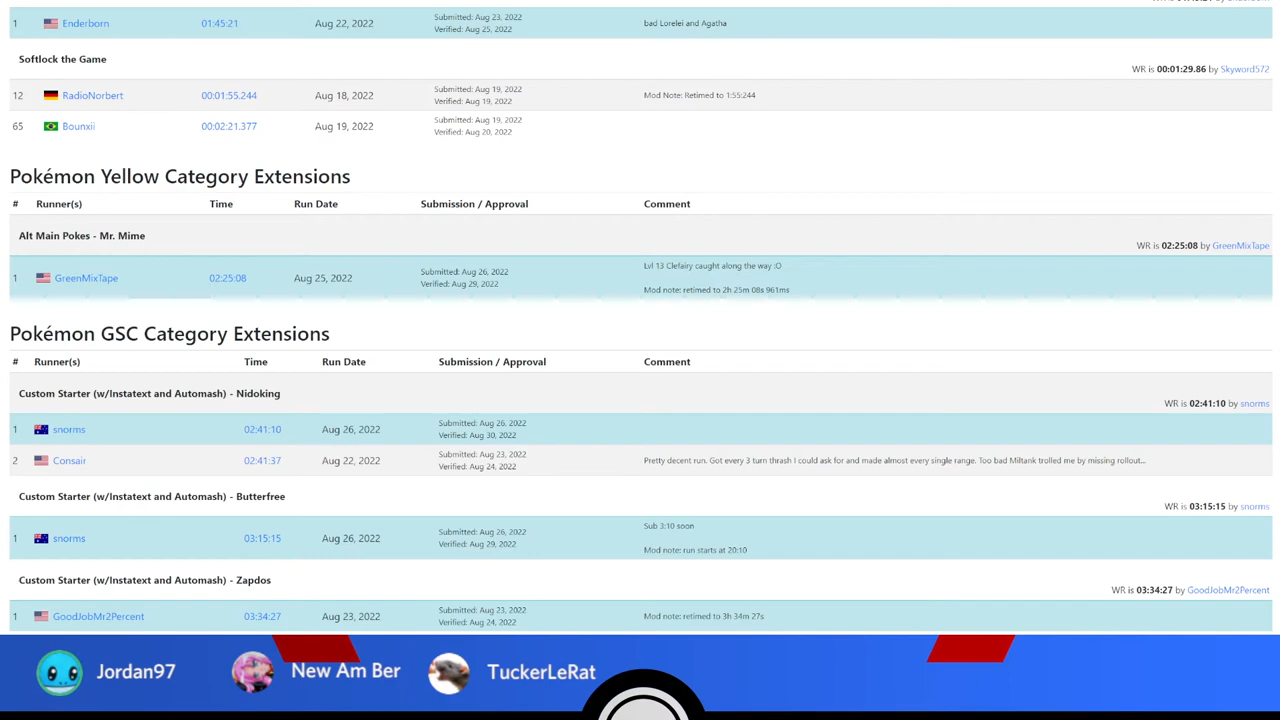 1 Enderborn 01:45:21 Aug 22, 2022 Submitted: Aug 23, 2022 bad Lorelei and Agatha
Verified: Aug 25, 2022
Softlock the Game
WR is 00:01:29.86 by Skyword572
12 RadioNorbert 00:01:55.244 Aug 18, 2022 Submitted: Aug 19, 2022 Mod Note: Retimed to 1:55:244
Verified: Aug 19, 2022
65 Bounxii 00:02:21.377 Aug 19, 2022 Submitted: Aug 19, 2022
Verified: Aug 20, 2022
Pokémon Yellow Category Extensions
# Runner(s) Time Run Date Submission / Approval Comment
Alt Main Pokes - Mr. Mime
WR is 02:25:08 by GreenMixTape
1 GreenMixTape 02:25:08 Aug 25, 2022 Submitted: Aug 26, 2022 Lvl 13 Clefairy caught along the way :O
Verified: Aug 29, 2022 Mod note: retimed to 2h 25m 08s 961ms
Pokémon GSC Category Extensions
# Runner(s) Time Run Date Submission / Approval Comment
Custom Starter (w/Instatext and Automash) - Nidoking
WR is 02:41:10 by snorms
1 snorms 02:41:10 Aug 26, 2022 Submitted: Aug 26, 2022
Verified: Aug 30, 2022
2 Consair 02:41:37 Aug 22, 2022 Submitted: Aug 23, 2022 Pretty decent run. Got every 3 turn thrash I could ask for and made almost every single range. Too bad Miltank trolled me by missing rollout...
Verified: Aug 24, 2022
Custom Starter (w/Instatext and Automash) - Butterfree
WR is 03:15:15 by snorms
1 snorms 03:15:15 Aug 26, 2022 Submitted: Aug 26, 2022 Sub 3:10 soon
Verified: Aug 29, 2022 Mod note: run starts at 20:10
Custom Starter (w/Instatext and Automash) - Zapdos
WR is 03:34:27 by GoodJobMr2Percent
1 GoodJobMr2Percent 03:34:27 Aug 23, 2022 Submitted: Aug 23, 2022 Mod note: retimed to 3h 34m 27s
Verified: Aug 24, 2022
Jordan97 New Am Ber TuckerLeRat